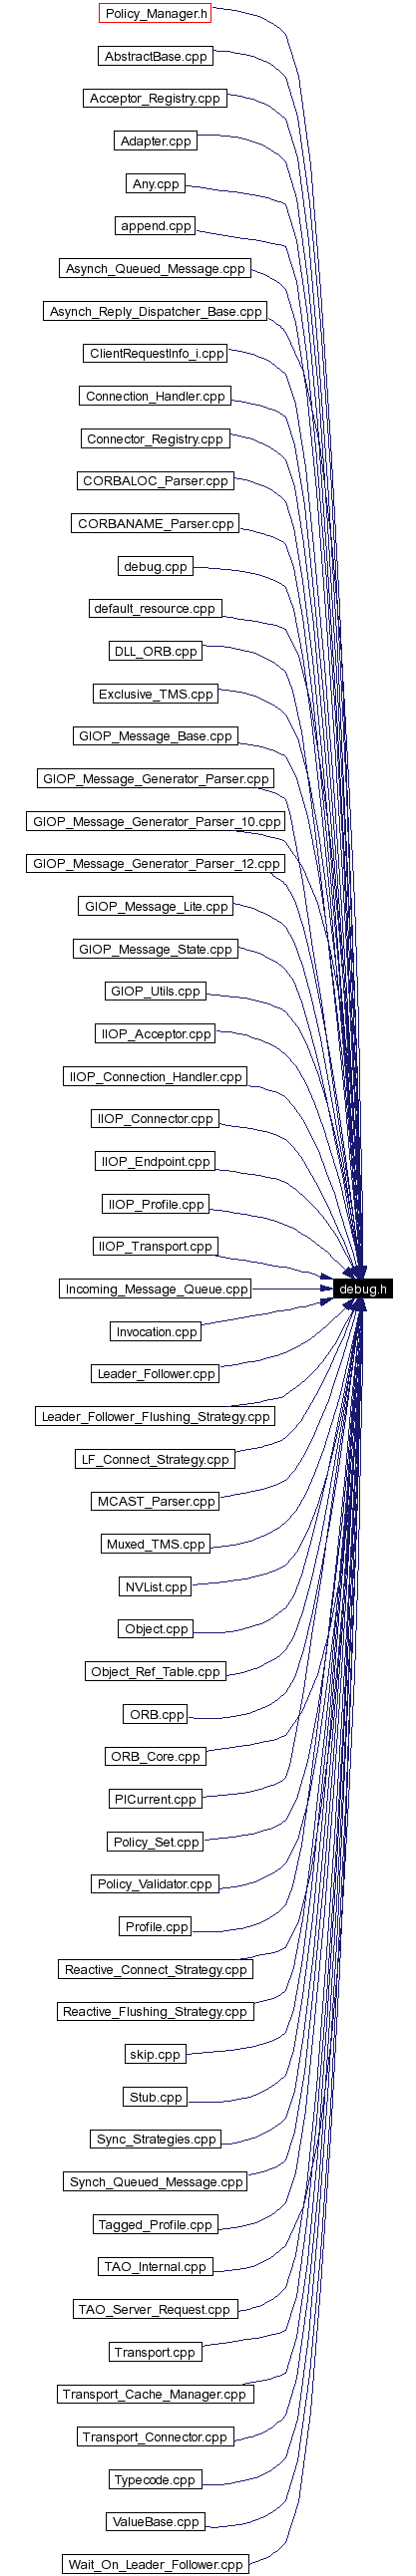 Policy_Manager.h
AbstractBase.cpp
Acceptor_Registry.cpp
Adapter.cpp
Any.cpp
append.cpp
Asynch_Queued_Message.cpp
Asynch_Reply_Dispatcher_Base.cpp
ClientRequestInfo_i.cpp
Connection_Handler.cpp
Connector_Registry.cpp
CORBALOC_Parser.cpp
CORBANAME_Parser.cpp
debug.cpp
default_resource.cpp
DLL_ORB.cpp
Exclusive_TMS.cpp
GIOP_Message_Base.cpp
GIOP_Message_Generator_Parser.cpp
GIOP_Message_Generator_Parser_10.cpp
GIOP_Message_Generator_Parser_12.cpp
GIOP_Message_Lite.cpp
GIOP_Message_State.cpp
GIOP_Utils.cpp
IIOP_Acceptor.cpp
IIOP_Connection_Handler.cpp
IIOP_Connector.cpp
IIOP_Endpoint.cpp
IIOP_Profile.cpp
IIOP_Transport.cpp
Incoming_Message_Queue.cpp
debug.h
Invocation.cpp
Leader_Follower.cpp
Leader_Follower_Flushing_Strategy.cpp
LF_Connect_Strategy.cpp
MCAST_Parser.cpp
Muxed_TMS.cpp
NVList.cpp
Object.cpp
Object_Ref_Table.cpp
ORB.cpp
ORB_Core.cpp
PICurrent.cpp
Policy_Set.cpp
Policy_Validator.cpp
Profile.cpp
Reactive_Connect_Strategy.cpp
Reactive_Flushing_Strategy.cpp
skip.cpp
Stub.cpp
Sync_Strategies.cpp
Synch_Queued_Message.cpp
Tagged_Profile.cpp
TAO_Internal.cpp
TAO_Server_Request.cpp
Transport.cpp
Transport_Cache_Manager.cpp
Transport_Connector.cpp
Typecode.cpp
ValueBase.cpp
Wait_On_Leader_Follower.cpp